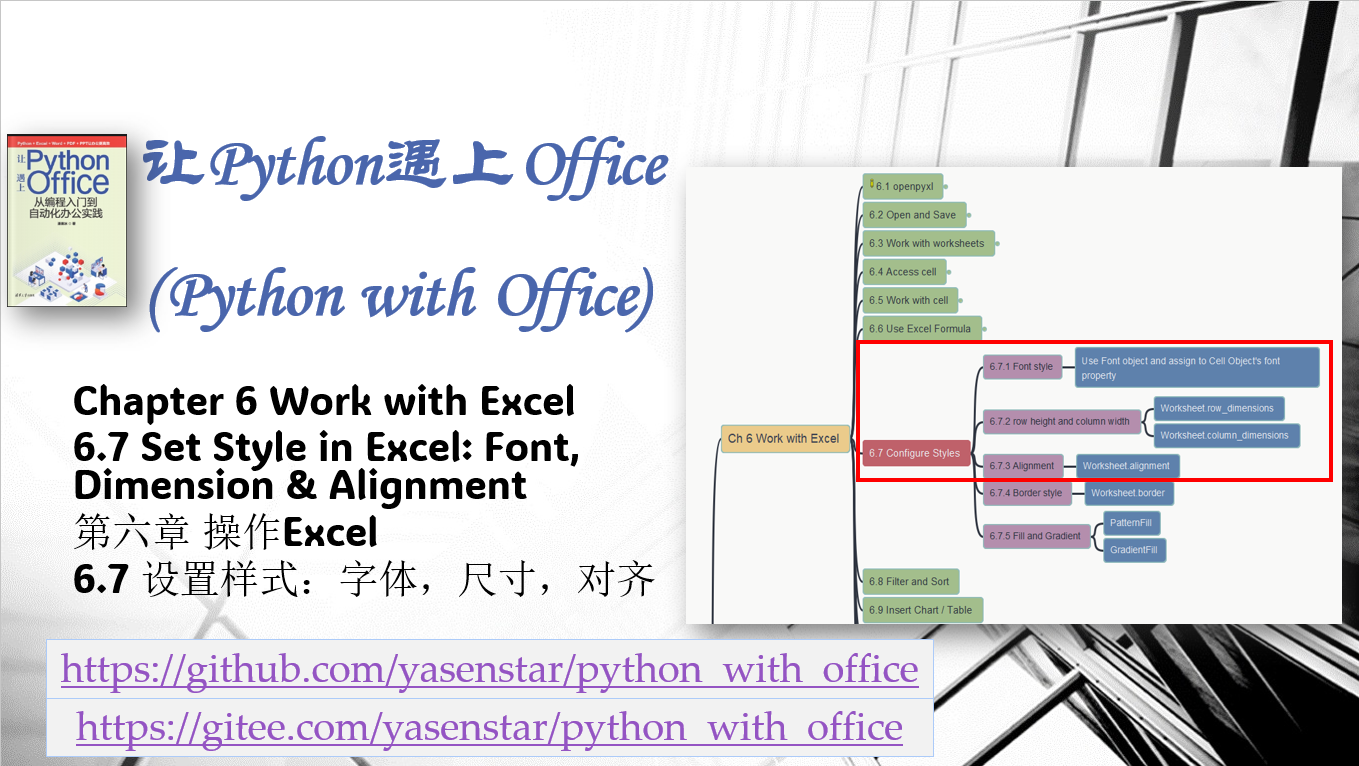 Python + Excel + Word + PDF + PPT让办公更高效
让
遇上
Python
Office
从编程入门到
自动化办公实践
让Python遇上Office
(Python with Office)
Chapter 6 Work with Excel
6.7 Set Style in Excel: Font,
Dimension & Alignment
第六章 操作Excel
6.7 设置样式：字体，尺寸，对齐
https://github.com/yasenstar/python_with_office
https://gitee.com/yasenstar/python_with_office
Ch 6 Work with Excel
6.1 openpyxl
6.2 Open and Save
6.3 Work with worksheets
6.4 Access cell
6.5 Work with cell
6.6 Use Excel Formula
6.7 Configure Styles
6.7.1 Font style
Use Font object and assign to Cell Object's font
property
6.7.2 row height and column width
Worksheet.row_dimensions
Worksheet.column_dimensions
6.7.3 Alignment
Worksheet.alignment
6.7.4 Border style
Worksheet.border
6.7.5 Fill and Gradient
PatternFill
GradientFill
6.8 Filter and Sort
6.9 Insert Chart / Table